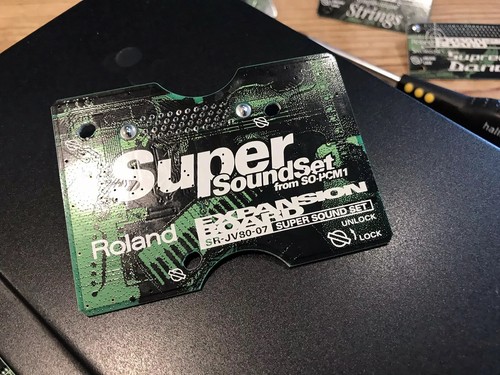 Strings
Super
SoundSet
from SO-PCM1
EXPANSION
BOARD
Roland
SR-JV80-07 SUPER SOUND SET
UNLOCK
LOCK